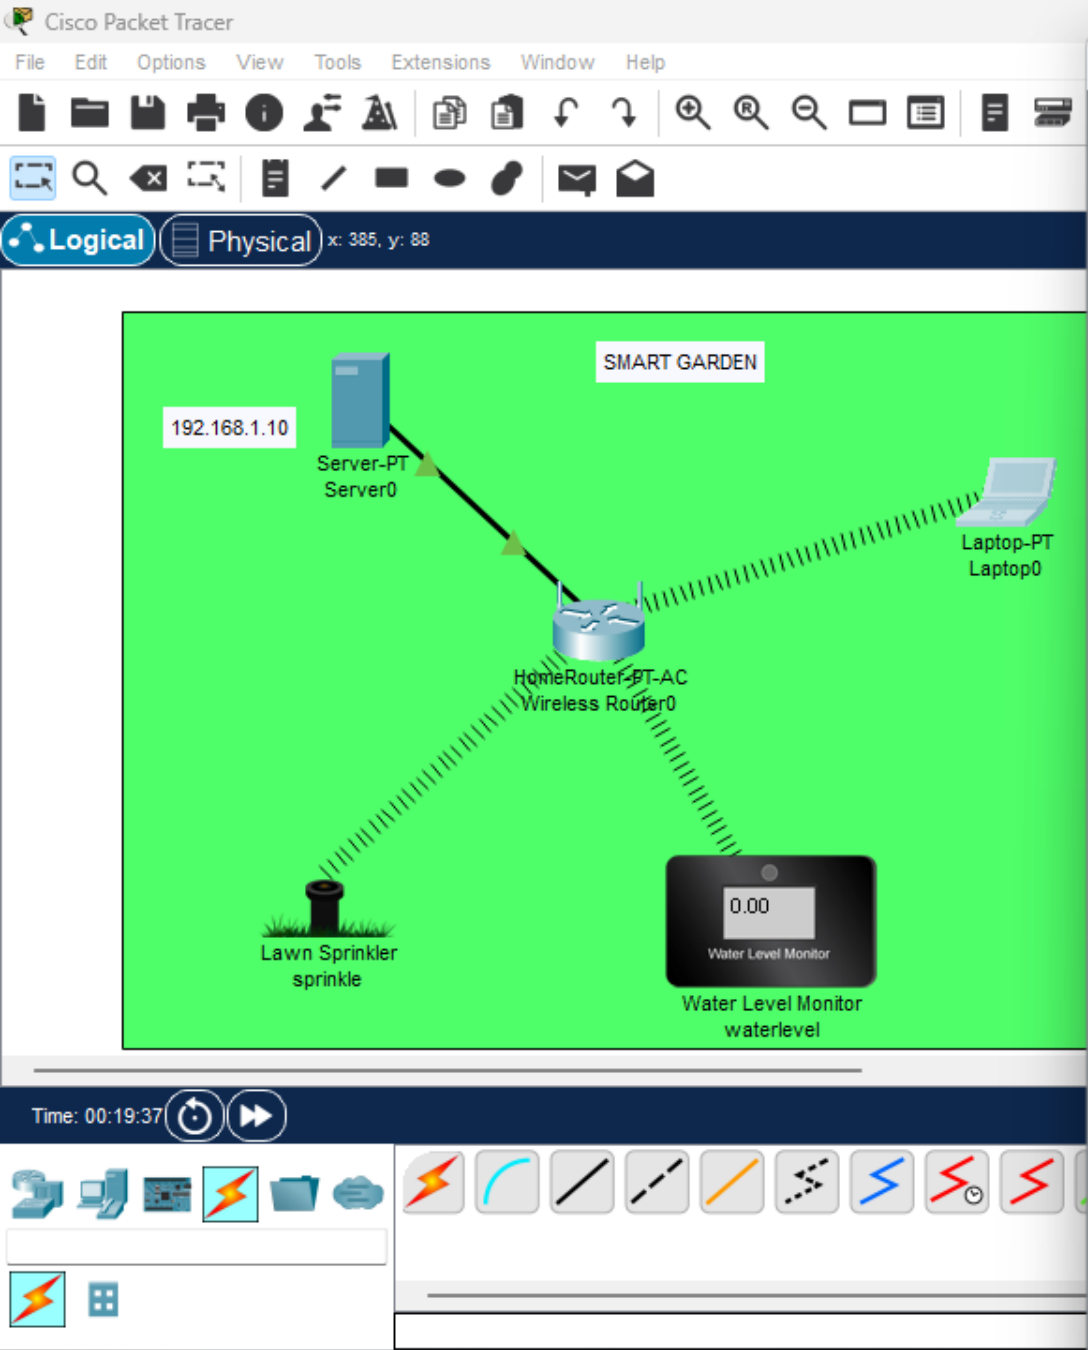 Cisco Packet Tracer
File Edit Options View Tools Extensions Window Help
R
Logical Physical x: 385, y: 88
SMART GARDEN
192.168.1.10
Server-PT
Server0
Laptop-PT
Laptop0
HomeRouter-PT-AC
Wireless Router0
0.00
Water Level Monitor
Lawn Sprinkler
sprinkle
Water Level Monitor
waterlevel
Time: 00:19:37